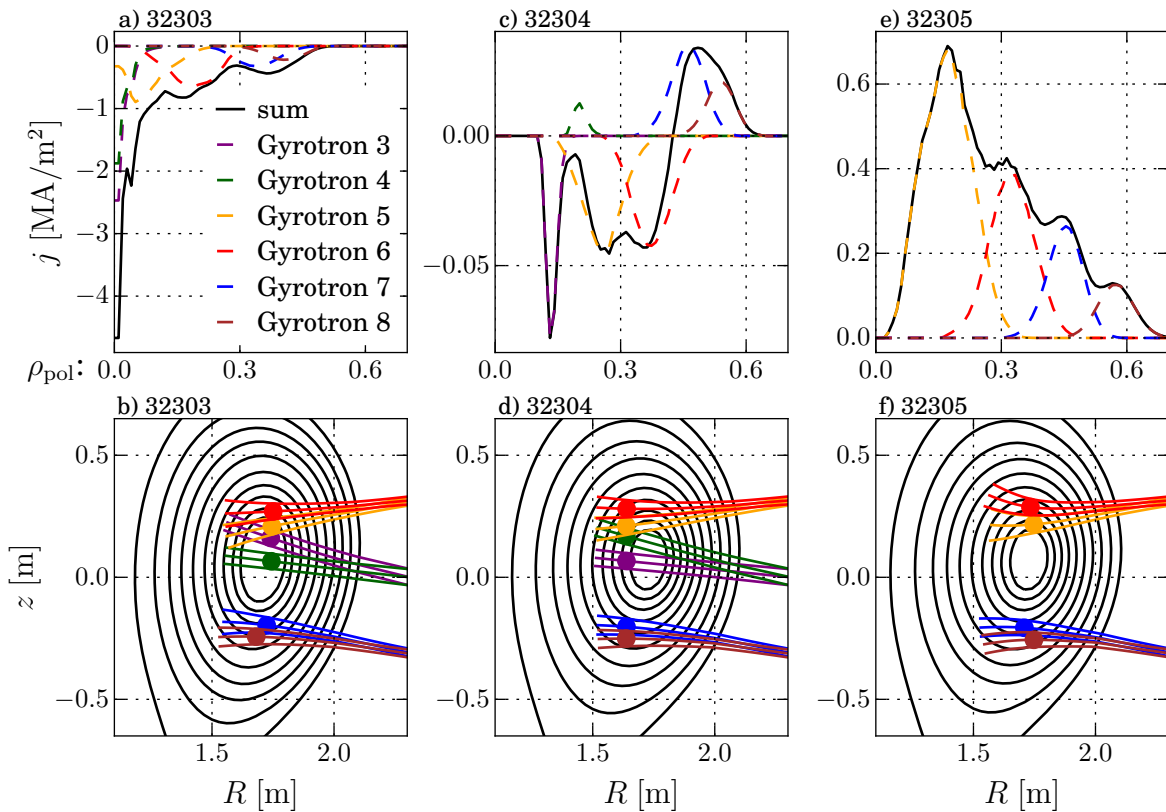 a) 32303
0
−1
−2
−3
−4
j [MA/m²]
sum
Gyrotron 3
Gyrotron 4
Gyrotron 5
Gyrotron 6
Gyrotron 7
Gyrotron 8
ρpol: 0.0 0.3 0.6
c) 32304
0.00
−0.05
0.0 0.3 0.6
e) 32305
0.6
0.4
0.2
0.0
0.0 0.3 0.6
b) 32303
0.5
0.0
−0.5
z [m]
1.5 2.0
R [m]
d) 32304
0.5
0.0
−0.5
1.5 2.0
R [m]
f) 32305
0.5
0.0
−0.5
1.5 2.0
R [m]